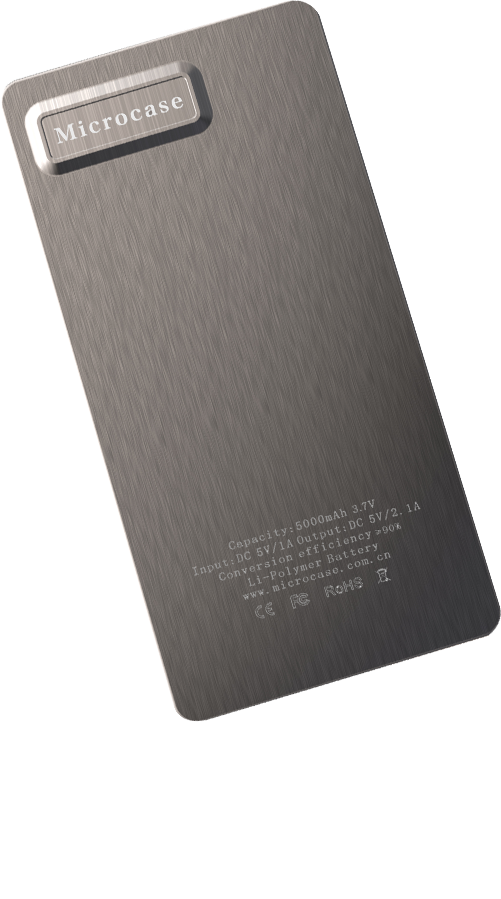 Microcase
Capacity:5000mAh 3.7V
Input:DC 5V/1A Output:DC 5V/2.1A
Conversion efficiency≥90%
Li-Polymer Battery
www.microcase.com.cn
CE FC RoHS